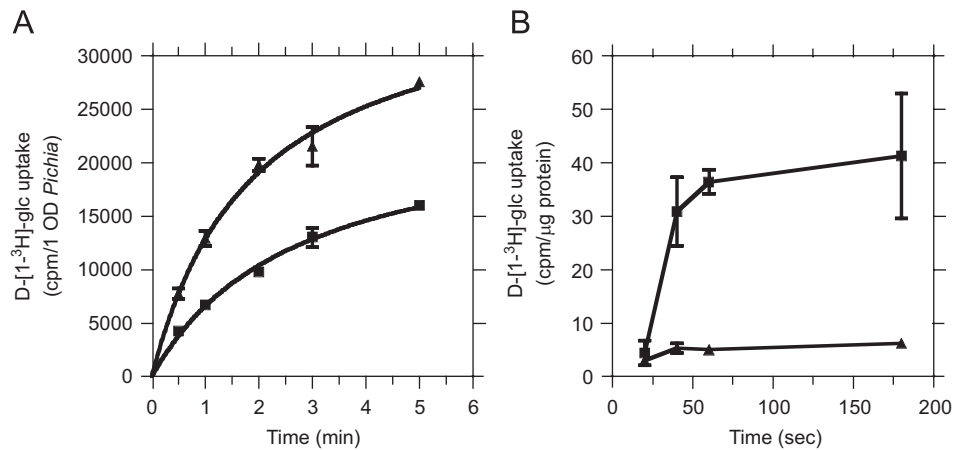 A
B
D-[1-³H]-glc uptake
(cpm/1 OD Pichia)
30000
25000
20000
15000
10000
5000
0
0 1 2 3 4 5 6
Time (min)
D-[1-³H]-glc uptake
(cpm/µg protein)
60
50
40
30
20
10
0
0 50 100 150 200
Time (sec)